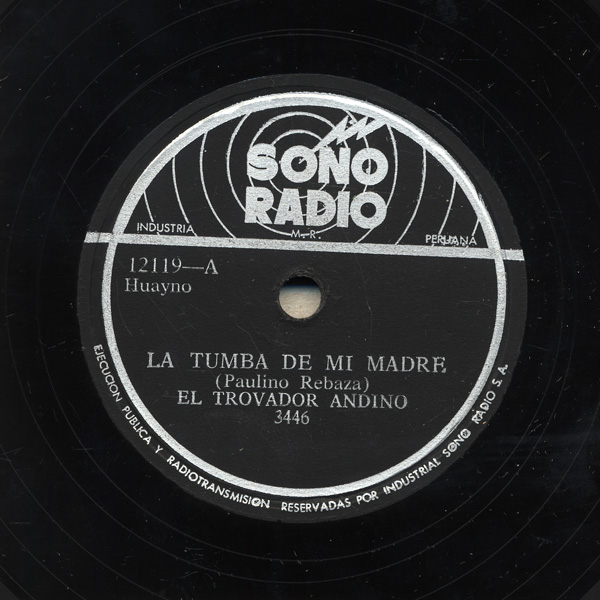 SONO
RADIO
INDUSTRIA M.R. PERUANA
12119—A
Huayno
LA TUMBA DE MI MADRE
(Paulino Rebaza)
EL TROVADOR ANDINO
3446
EJECUCION PUBLICA Y RADIOTRANSMISION RESERVADAS POR INDUSTRIAL SONO RADIO S.A.